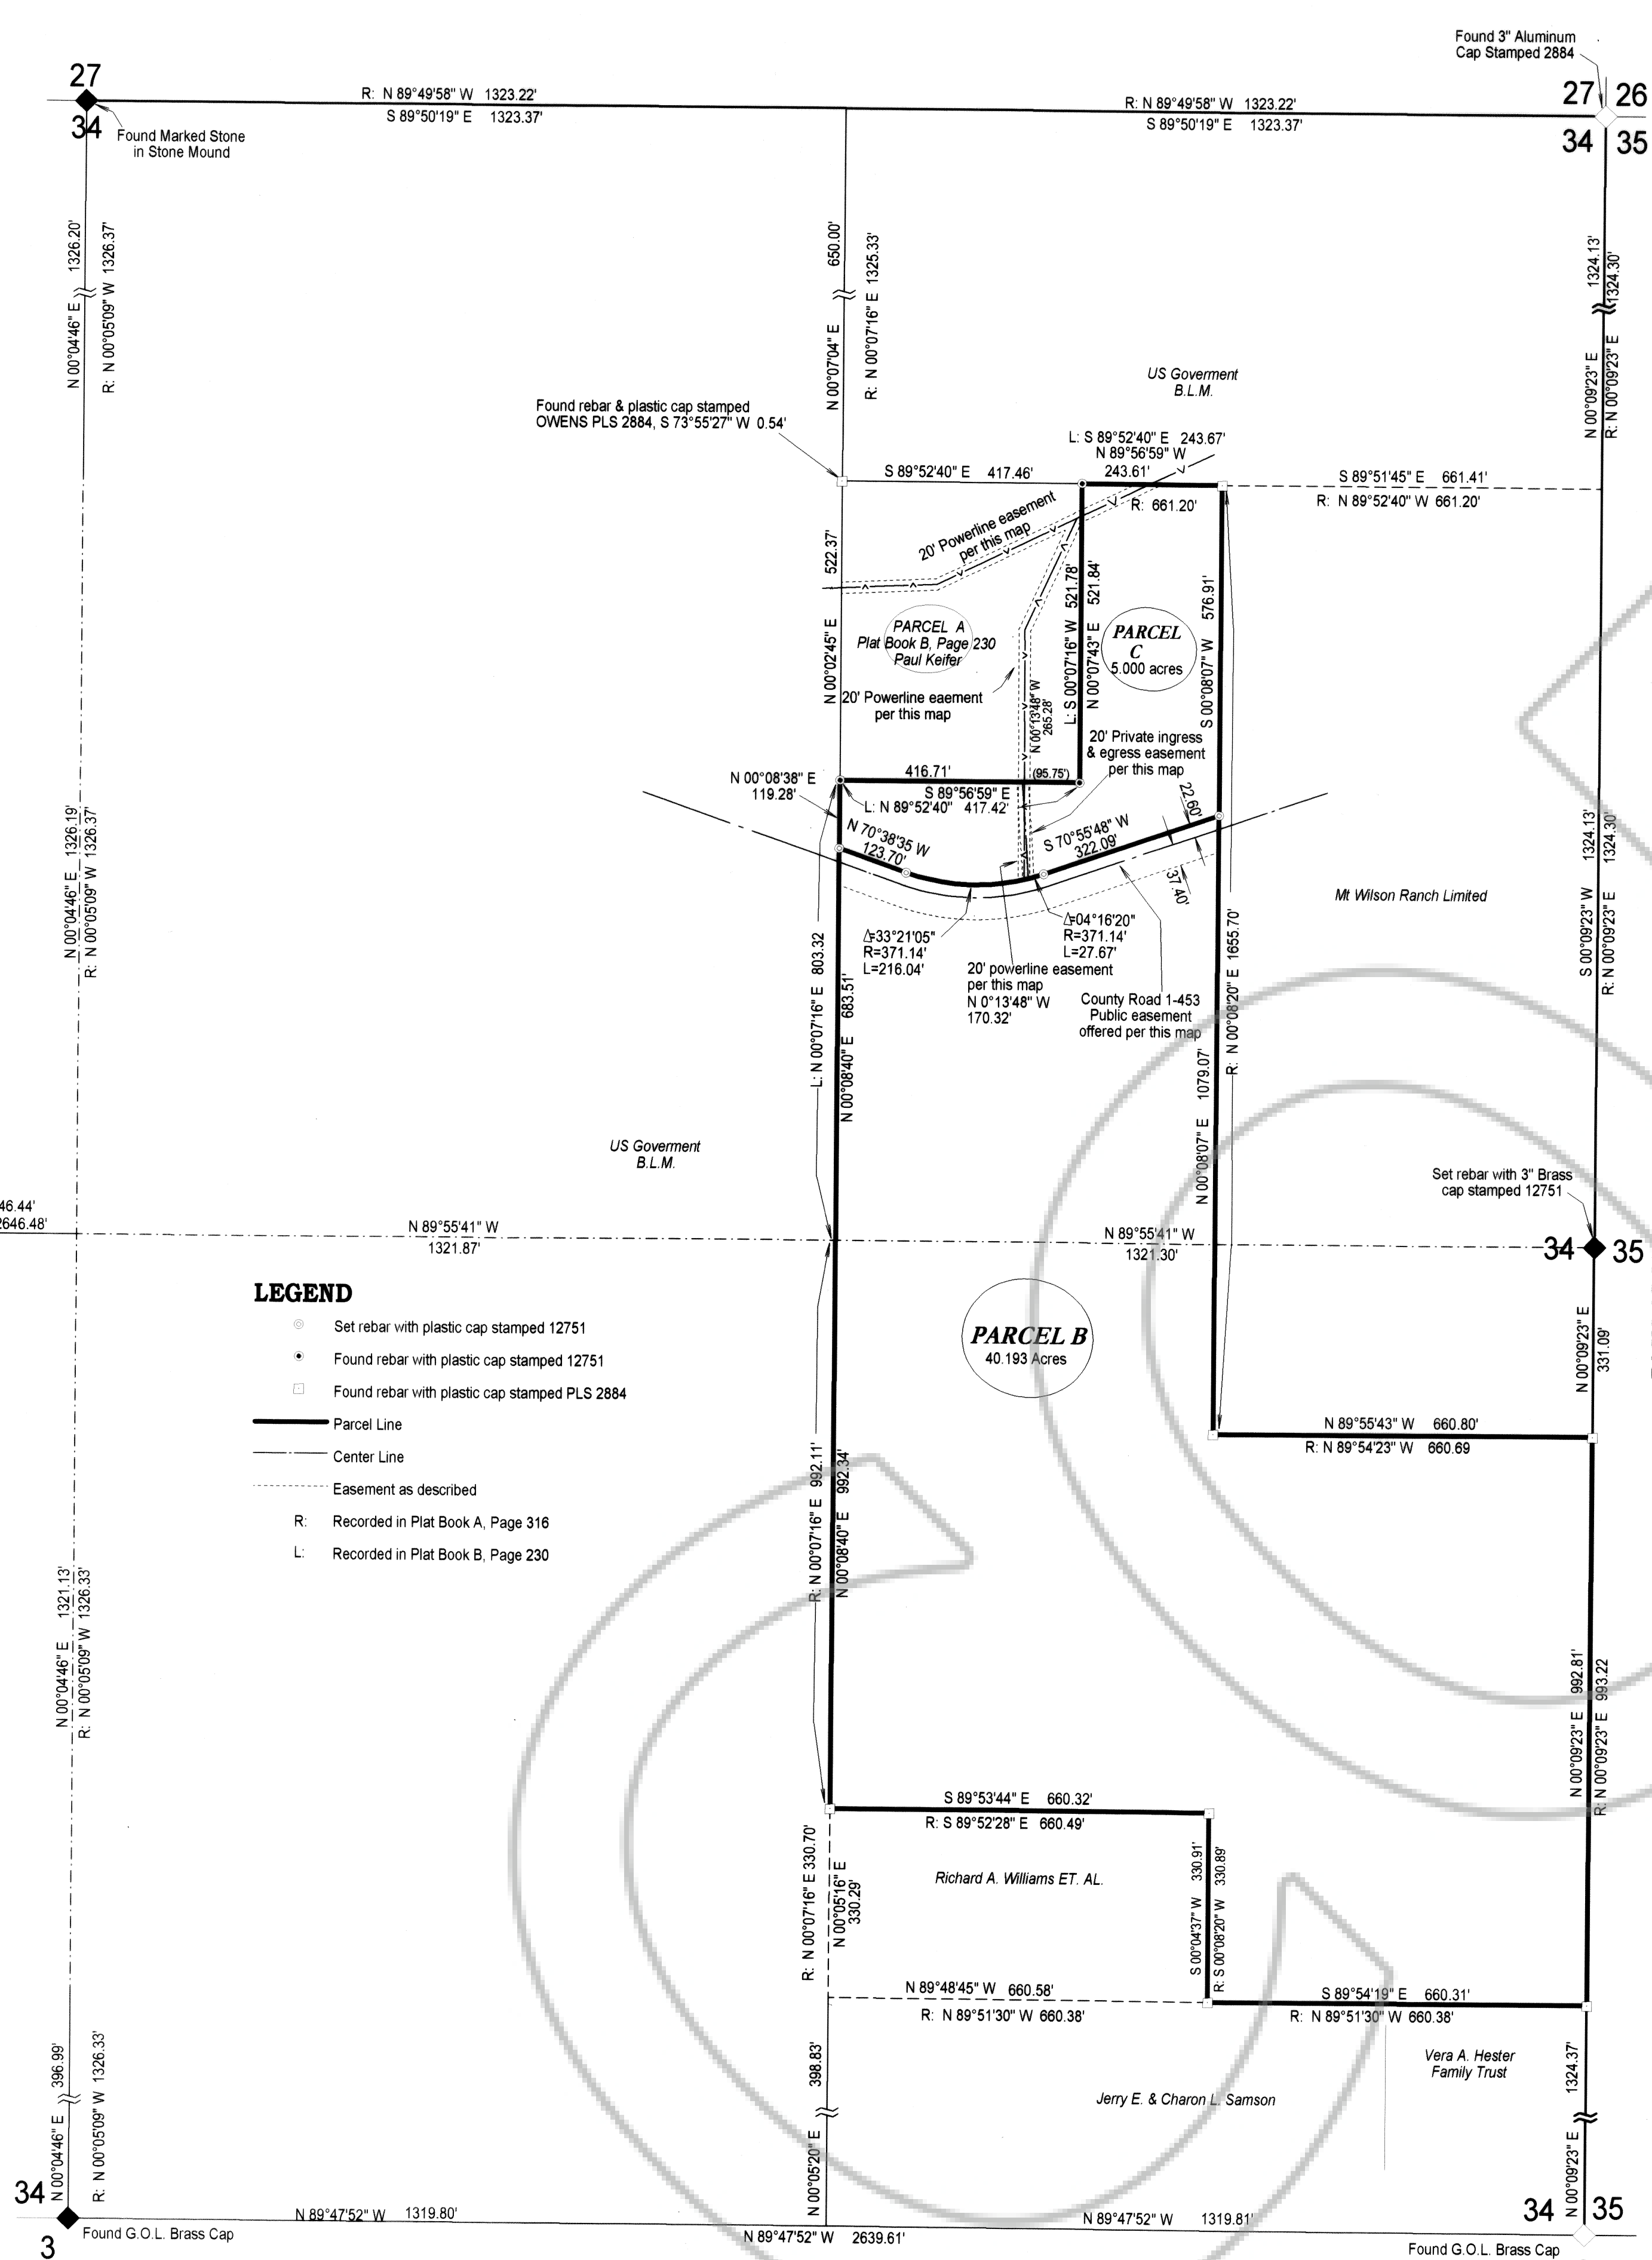 Found 3" Aluminum
Cap Stamped 2884
27
34
27 26
34 35
R: N 89°49'58" W 1323.22'
S 89°50'19" E 1323.37'
R: N 89°49'58" W 1323.22'
S 89°50'19" E 1323.37'
Found Marked Stone
in Stone Mound
N 00°04'46" E 1326.20'
R: N 00°05'09" W 1326.37'
N 00°07'04" E 650.00'
R: N 00°07'16" E 1325.33'
N 00°09'23" E 1324.13'
R: N 00°09'23" E 1324.30'
US Goverment
B.L.M.
Found rebar & plastic cap stamped
OWENS PLS 2884, S 73°55'27" W 0.54'
L: S 89°52'40" E 243.67'
N 89°56'59" W
243.61'
R: 661.20'
S 89°52'40" E 417.46'
S 89°51'45" E 661.41'
R: N 89°52'40" W 661.20'
20' Powerline easement
per this map
N 00°02'45" E 522.37'
PARCEL A
Plat Book B, Page 230
Paul Keifer
20' Powerline eaement
per this map
L: S 00°07'16" W 521.78'
N 00°07'43" E 521.84'
PARCEL
C
5.000 acres
S 00°08'07" W 576.91'
N 00°13'48" W
265.28'
20' Private ingress
& egress easement
per this map
N 00°08'38" E
119.28'
416.71'
(95.75')
S 89°56'59" E
L: N 89°52'40" 417.42'
N 70°38'35 W
123.70'
S 70°55'48" W
322.09'
22.60'
37.40'
Δ=33°21'05"
R=371.14'
L=216.04'
Δ=04°16'20"
R=371.14'
L=27.67'
20' powerline easement
per this map
N 0°13'48" W
170.32'
County Road 1-453
Public easement
offered per this map
Mt Wilson Ranch Limited
N 00°04'46" E 1326.19'
R: N 00°05'09" W 1326.37'
L: N 00°07'16" E 803.32
N 00°08'40" E 683.51'
N 00°08'07" E 1079.07'
R: N 00°08'20" E 1655.70'
S 00°09'23" W 1324.13'
R: N 00°09'23" E 1324.30'
US Goverment
B.L.M.
Set rebar with 3" Brass
cap stamped 12751
46.44'
2646.48'
N 89°55'41" W
1321.87'
N 89°55'41" W
1321.30'
34 35
LEGEND
Set rebar with plastic cap stamped 12751
Found rebar with plastic cap stamped 12751
Found rebar with plastic cap stamped PLS 2884
Parcel Line
Center Line
Easement as described
R: Recorded in Plat Book A, Page 316
L: Recorded in Plat Book B, Page 230
PARCEL B
40.193 Acres
N 00°09'23" E
331.09'
N 89°55'43" W 660.80'
R: N 89°54'23" W 660.69
R: N 00°07'16" E 992.11'
N 00°08'40" E 992.34'
N 00°04'46" E 1321.13'
R: N 00°05'09" W 1326.33'
N 00°09'23" E 992.81'
R: N 00°09'23" E 993.22
S 89°53'44" E 660.32'
R: S 89°52'28" E 660.49'
R: N 00°07'16" E 330.70'
N 00°05'16" E
330.29'
Richard A. Williams ET. AL.
S 00°04'37" W 330.91'
R: S 00°08'20" W 330.89'
N 89°48'45" W 660.58'
R: N 89°51'30" W 660.38'
S 89°54'19" E 660.31'
R: N 89°51'30" W 660.38'
Vera A. Hester
Family Trust
Jerry E. & Charon L. Samson
N 00°04'46" E 396.99'
R: N 00°05'09" W 1326.33'
N 00°05'20" E 398.83'
N 00°09'23" E 1324.37'
34
3
Found G.O.L. Brass Cap
N 89°47'52" W 1319.80'
N 89°47'52" W 2639.61'
N 89°47'52" W 1319.81'
34 35
Found G.O.L. Brass Cap